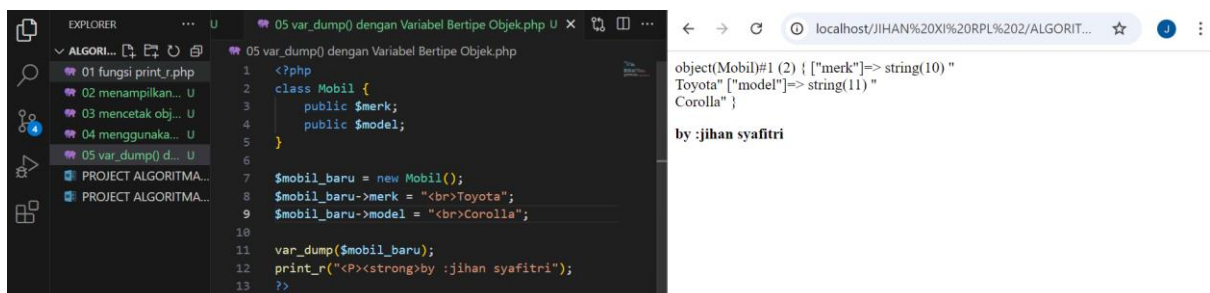 EXPLORER
ALGORI...
01 fungsi print_r.php
02 menampilkan... U
03 mencetak obj... U
04 menggunaka... U
05 var_dump() d... U
PROJECT ALGORITMA...
PROJECT ALGORITMA...
4
U
05 var_dump() dengan Variabel Bertipe Objek.php U
05 var_dump() dengan Variabel Bertipe Objek.php
1 <?php
2 class Mobil {
3 public $merk;
4 public $model;
5 }
6
7 $mobil_baru = new Mobil();
8 $mobil_baru->merk = "<br>Toyota";
9 $mobil_baru->model = "<br>Corolla";
10
11 var_dump($mobil_baru);
12 print_r("<P><strong>by :jihan syafitri");
13 ?>
localhost/JIHAN%20XI%20RPL%202/ALGORIT...
J
object(Mobil)#1 (2) { ["merk"]=> string(10) "
Toyota" ["model"]=> string(11) "
Corolla" }
by :jihan syafitri